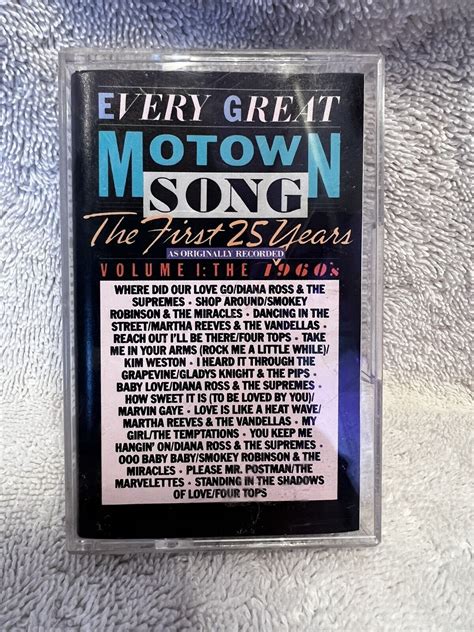 EVERY GREAT
MOTOWN
SONG
The First 25 Years
AS ORIGINALLY RECORDED
VOLUME I: THE 1960's
WHERE DID OUR LOVE GO/DIANA ROSS & THE
SUPREMES • SHOP AROUND/SMOKEY
ROBINSON & THE MIRACLES • DANCING IN THE
STREET/MARTHA REEVES & THE VANDELLAS •
REACH OUT I'LL BE THERE/FOUR TOPS • TAKE
ME IN YOUR ARMS (ROCK ME A LITTLE WHILE)/
KIM WESTON • I HEARD IT THROUGH THE
GRAPEVINE/GLADYS KNIGHT & THE PIPS •
BABY LOVE/DIANA ROSS & THE SUPREMES •
HOW SWEET IT IS (TO BE LOVED BY YOU)/
MARVIN GAYE • LOVE IS LIKE A HEAT WAVE/
MARTHA REEVES & THE VANDELLAS • MY
GIRL/THE TEMPTATIONS • YOU KEEP ME
HANGIN' ON/DIANA ROSS & THE SUPREMES •
OOO BABY BABY/SMOKEY ROBINSON & THE
MIRACLES • PLEASE MR. POSTMAN/THE
MARVELETTES • STANDING IN THE SHADOWS
OF LOVE/FOUR TOPS